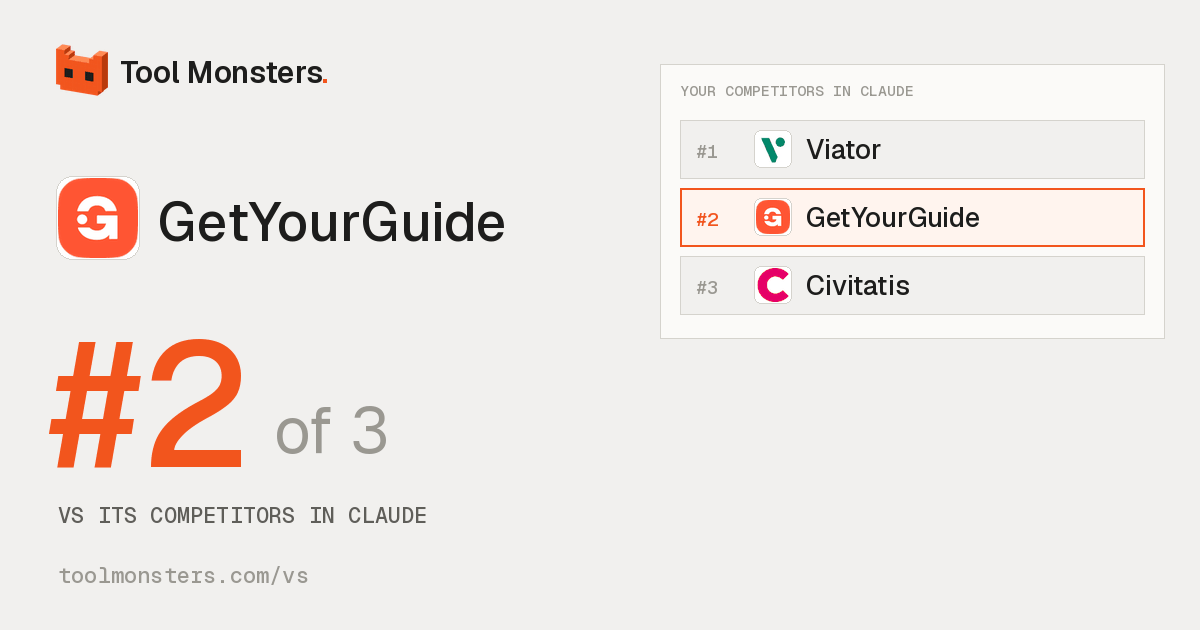 Tool Monsters.
GetYourGuide
#2 of 3
VS ITS COMPETITORS IN CLAUDE
toolmonsters.com/vs
YOUR COMPETITORS IN CLAUDE
#1 Viator
#2 GetYourGuide
#3 Civitatis